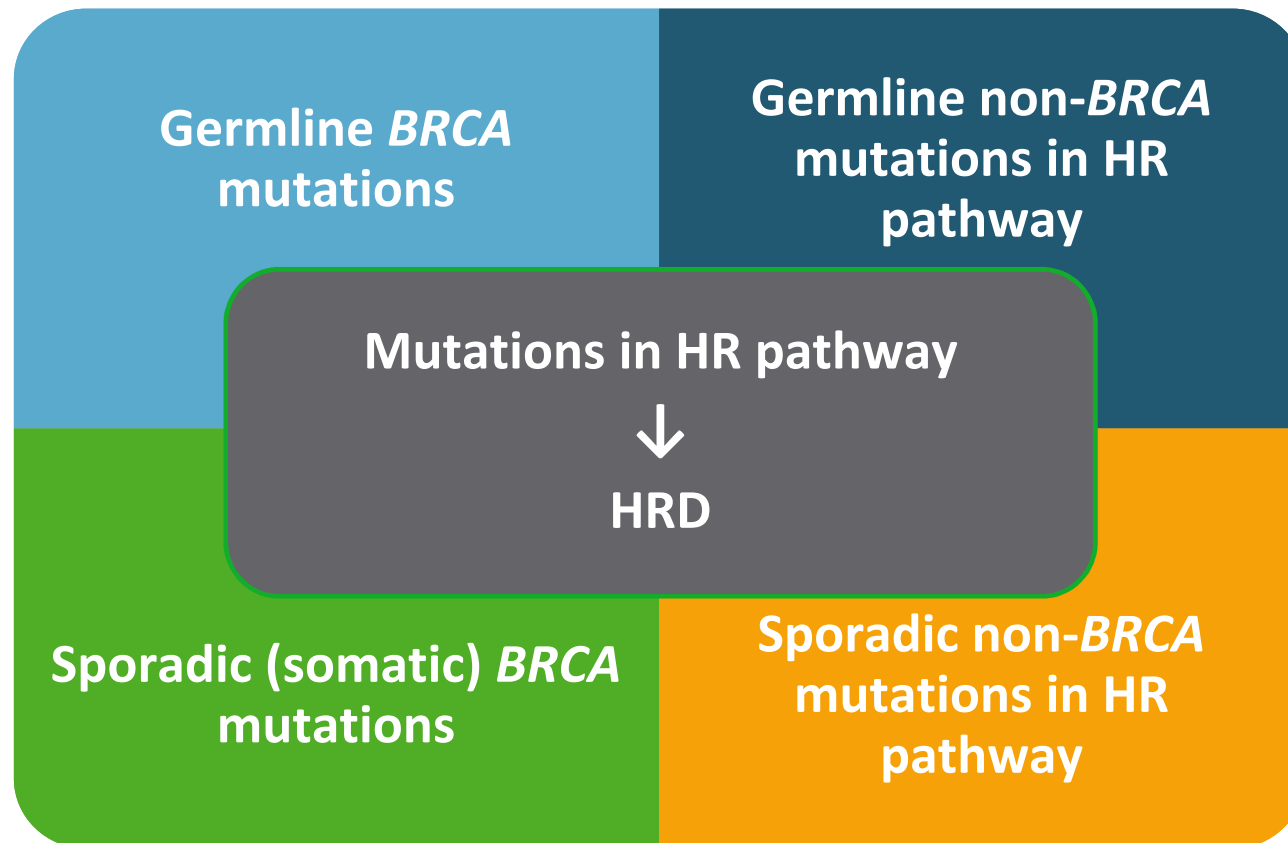 Germline BRCA
mutations
Germline non-BRCA
mutations in HR
pathway
Mutations in HR pathway
↓
HRD
Sporadic (somatic) BRCA
mutations
Sporadic non-BRCA
mutations in HR
pathway